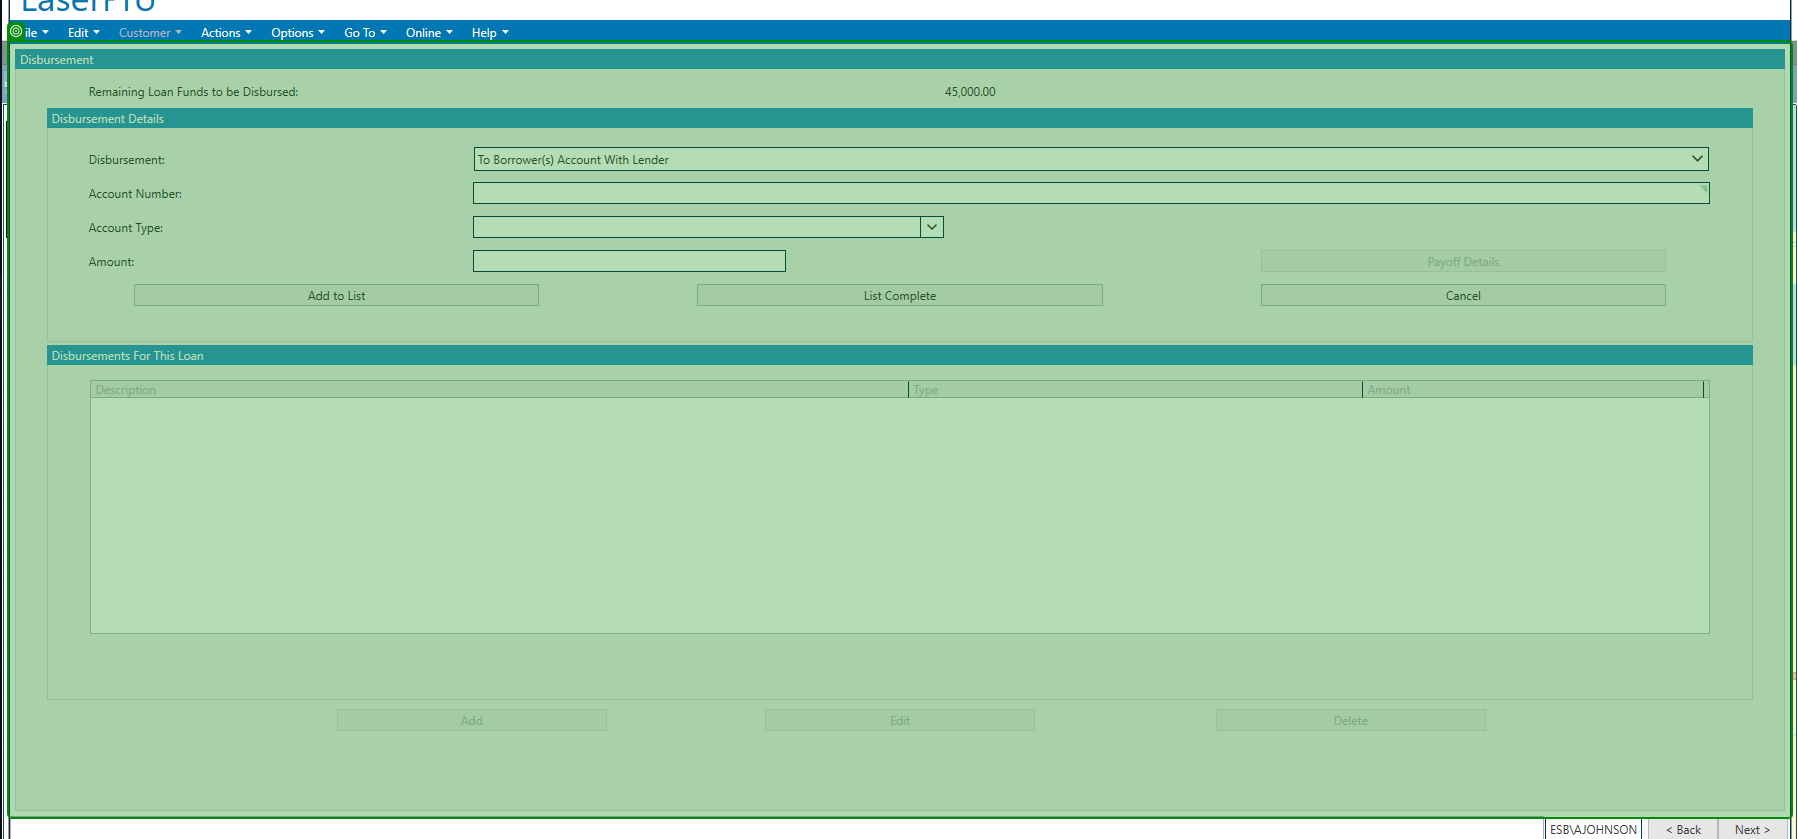 LaserPro
ile Edit Customer Actions Options Go To Online Help
Disbursement
Remaining Loan Funds to be Disbursed: 45,000.00
Disbursement Details
Disbursement: To Borrower(s) Account With Lender
Account Number:
Account Type:
Amount: Payoff Details
Add to List List Complete Cancel
Disbursements For This Loan
Description Type Amount
Add Edit Delete
ESB\AJOHNSON < Back Next >